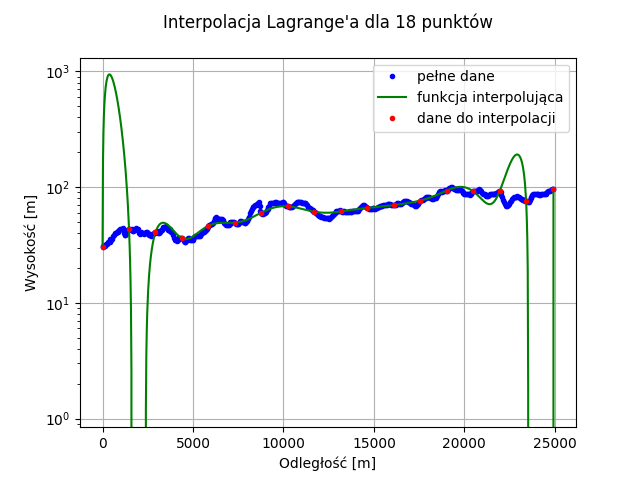 Interpolacja Lagrange'a dla 18 punktów
pełne dane
funkcja interpolująca
dane do interpolacji
Wysokość [m]
10³
10²
10¹
10⁰
0 5000 10000 15000 20000 25000
Odległość [m]